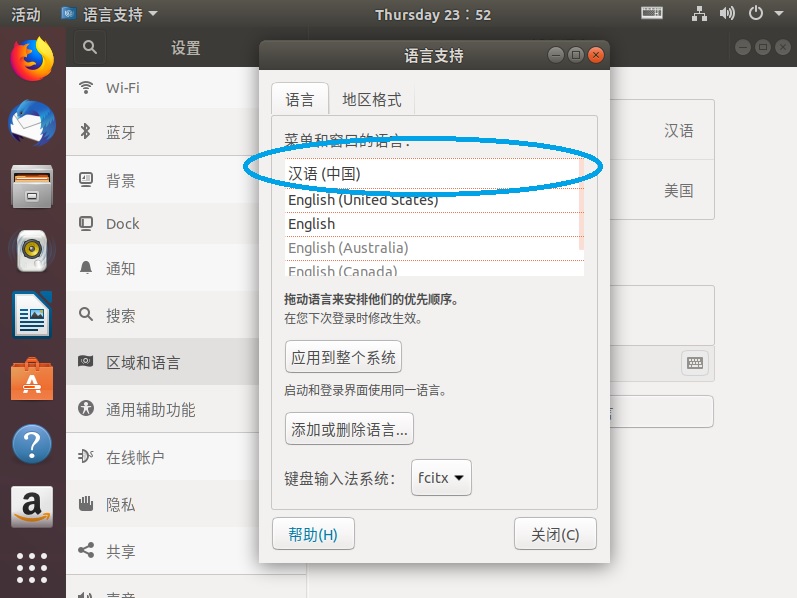 活动
语言支持
Thursday 23：52
设置
语言支持
Wi-Fi
蓝牙
背景
Dock
通知
搜索
区域和语言
通用辅助功能
在线帐户
隐私
共享
声音
语言
地区格式
菜单和窗口的语言：
汉语 (中国)
English (United States)
English
English (Australia)
English (Canada)
拖动语言来安排他们的优先顺序。
在您下次登录时修改生效。
应用到整个系统
启动和登录界面使用同一语言。
添加或删除语言...
键盘输入法系统：
fcitx
帮助(H)
关闭(C)
汉语
美国